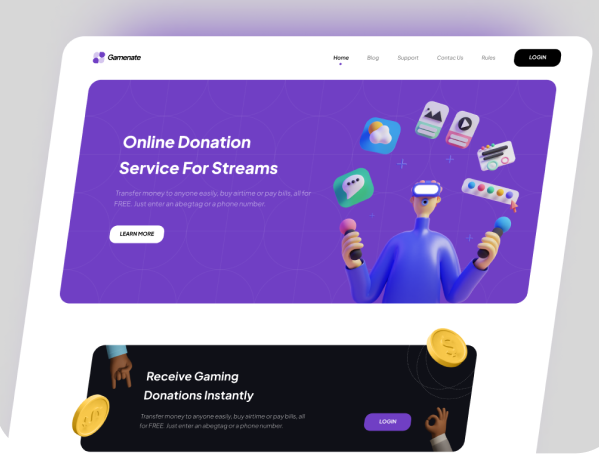 Gamenate
Home Blog Support Contac Us Rules LOGIN
Online Donation
Service For Streams
Transfer money to anyone easily, buy airtime or pay bills, all for
FREE. Just enter an abegtag or a phone number.
LEARN MORE
Receive Gaming
Donations Instantly
Transfer money to anyone easily, buy airtime or pay bills, all
for FREE. Just enter an abegtag or a phone number.
LOGIN